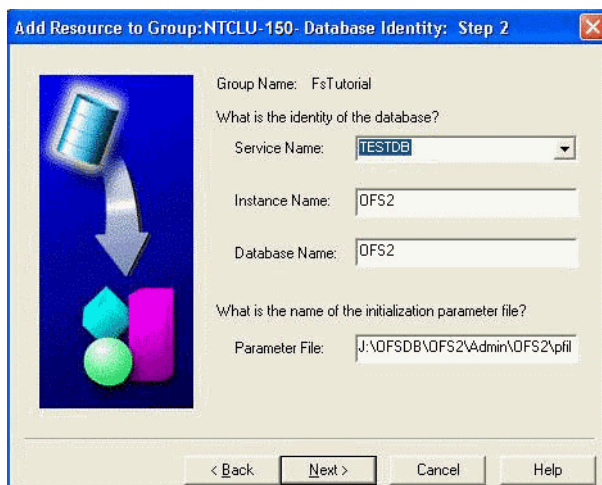 Add Resource to Group:NTCLU-150- Database Identity: Step 2
Group Name: FsTutorial
What is the identity of the database?
Service Name: TESTDB
Instance Name: OFS2
Database Name: OFS2
What is the name of the initialization parameter file?
Parameter File: J:\OFSDB\OFS2\Admin\OFS2\pfil
< Back Next > Cancel Help